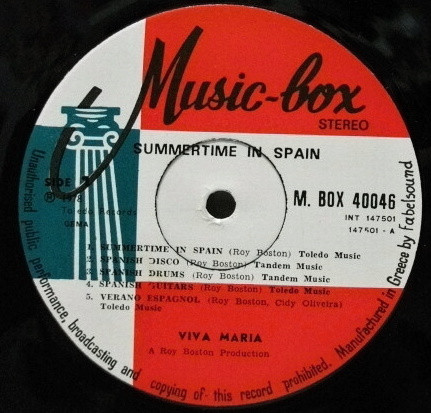 Music-box
STEREO
SUMMERTIME IN SPAIN
SIDE
℗ 1978
Toledo Records
GEMA
M. BOX 40046
INT 147501
147501 - A
1. SUMMERTIME IN SPAIN (Roy Boston) Toledo Music
2. SPANISH DISCO (Roy Boston) Tandem Music
3. SPANISH DRUMS (Roy Boston) Tandem Music
4. SPANISH GUITARS (Roy Boston) Toledo Music
5. VERANO ESPAGNOL (Roy Boston, Cidy Oliveira)
Toledo Music
VIVA MARIA
A Roy Boston Production
Unauthorised public performance, broadcasting and copying of this record prohibited. Manufactured in Greece by fabelsound